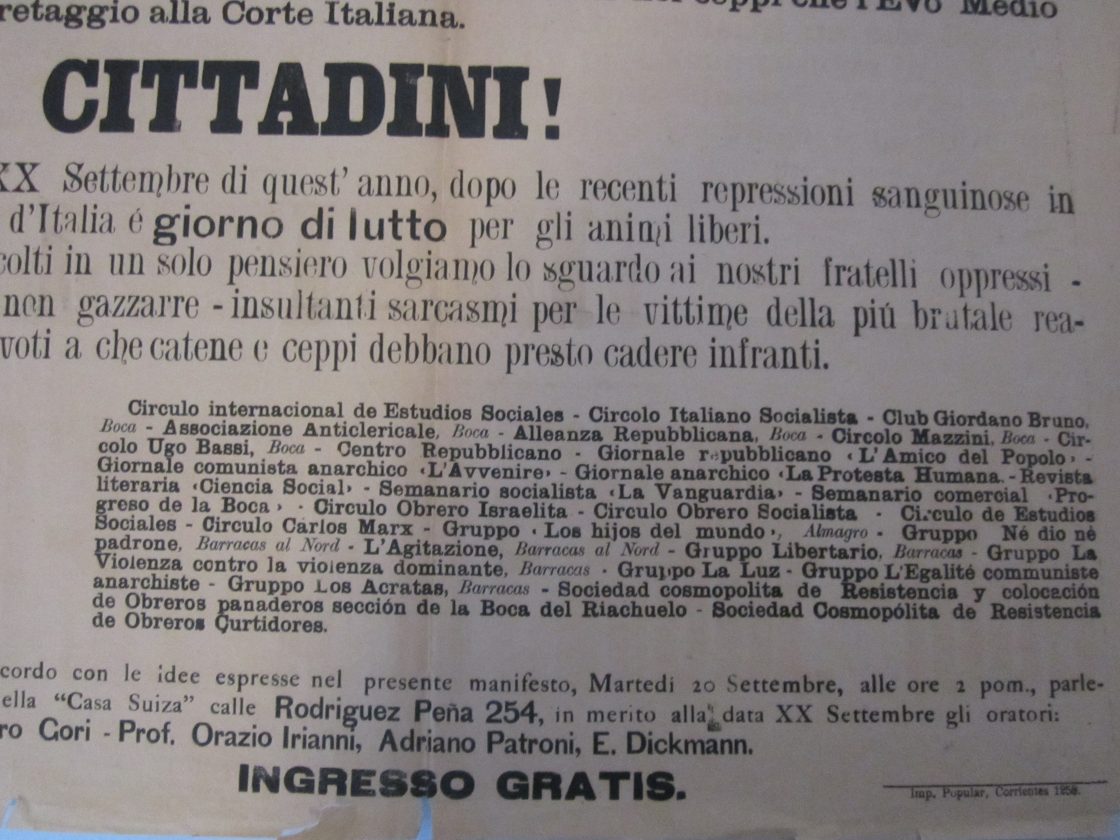 retaggio alla Corte Italiana.
ceppi che l'Evo Medio
CITTADINI!
XX Settembre di quest' anno, dopo le recenti repressioni sanguinose in
d'Italia é giorno di lutto per gli animi liberi.
colti in un solo pensiero volgiamo lo sguardo ai nostri fratelli oppressi -
non gazzarre - insultanti sarcasmi per le vittime della piú brutale rea-
voti a che catene e ceppi debbano presto cadere infranti.
Circulo internacional de Estudios Sociales - Circolo Italiano Socialista - Club Giordano Bruno,
Boca - Associazione Anticlericale, Boca - Alleanza Repubblicana, Boca - Circolo Mazzini, Boca - Cir-
colo Ugo Bassi, Boca - Centro Repubblicano - Giornale repubblicano ‹L'Amico del Popolo› -
Giornale comunista anarchico ‹L'Avvenire› - Giornale anarchico ‹La Protesta Humana. - Revista
literaria ‹Ciencia Social› - Semanario socialista ‹La Vanguardia› - Semanario comercial ‹Pro-
greso de la Boca› - Circulo Obrero Israelita - Circulo Obrero Socialista - Circulo de Estudios
Sociales - Circulo Carlos Marx - Gruppo ‹Los hijos del mundo›, Almagro - Gruppo Né dio né
padrone, Barracas al Nord - L'Agitazione, Barracas al Nord - Gruppo Libertario, Barracas - Gruppo La
Violenza contro la violenza dominante, Barracas - Gruppo La Luz - Gruppo L'Egalité communiste
anarchiste - Gruppo Los Acratas, Barracas - Sociedad cosmopolita de Resistencia y colocación
de Obreros panaderos sección de la Boca del Riachuelo - Sociedad Cosmopólita de Resistencia
de Obreros Curtidores.
cordo con le idee espresse nel presente manifesto, Martedi 20 Settembre, alle ore 2 pom., parle-
ella "Casa Suiza" calle Rodriguez Peña 254, in merito alla data XX Settembre gli oratori:
ro Gori - Prof. Orazio Irianni, Adriano Patroni, E. Dickmann.
INGRESSO GRATIS.
Imp. Popular, Corrientes 1258.